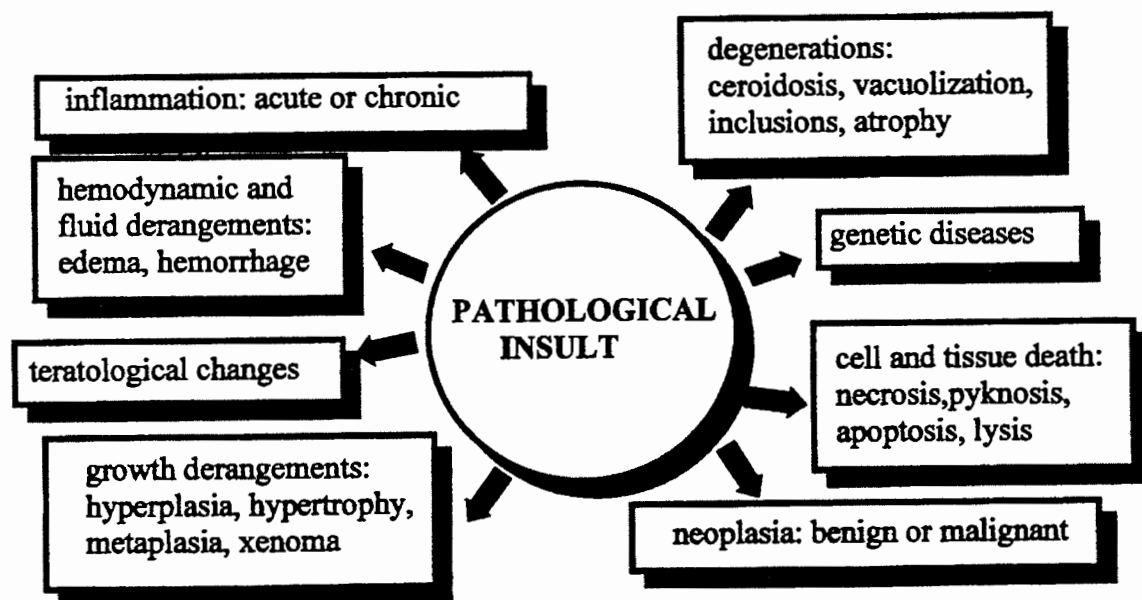 inflammation: acute or chronic
hemodynamic and
fluid derangements:
edema, hemorrhage
teratological changes
growth derangements:
hyperplasia, hypertrophy,
metaplasia, xenoma
PATHOLOGICAL
INSULT
degenerations:
ceroidosis, vacuolization,
inclusions, atrophy
genetic diseases
cell and tissue death:
necrosis,pyknosis,
apoptosis, lysis
neoplasia: benign or malignant